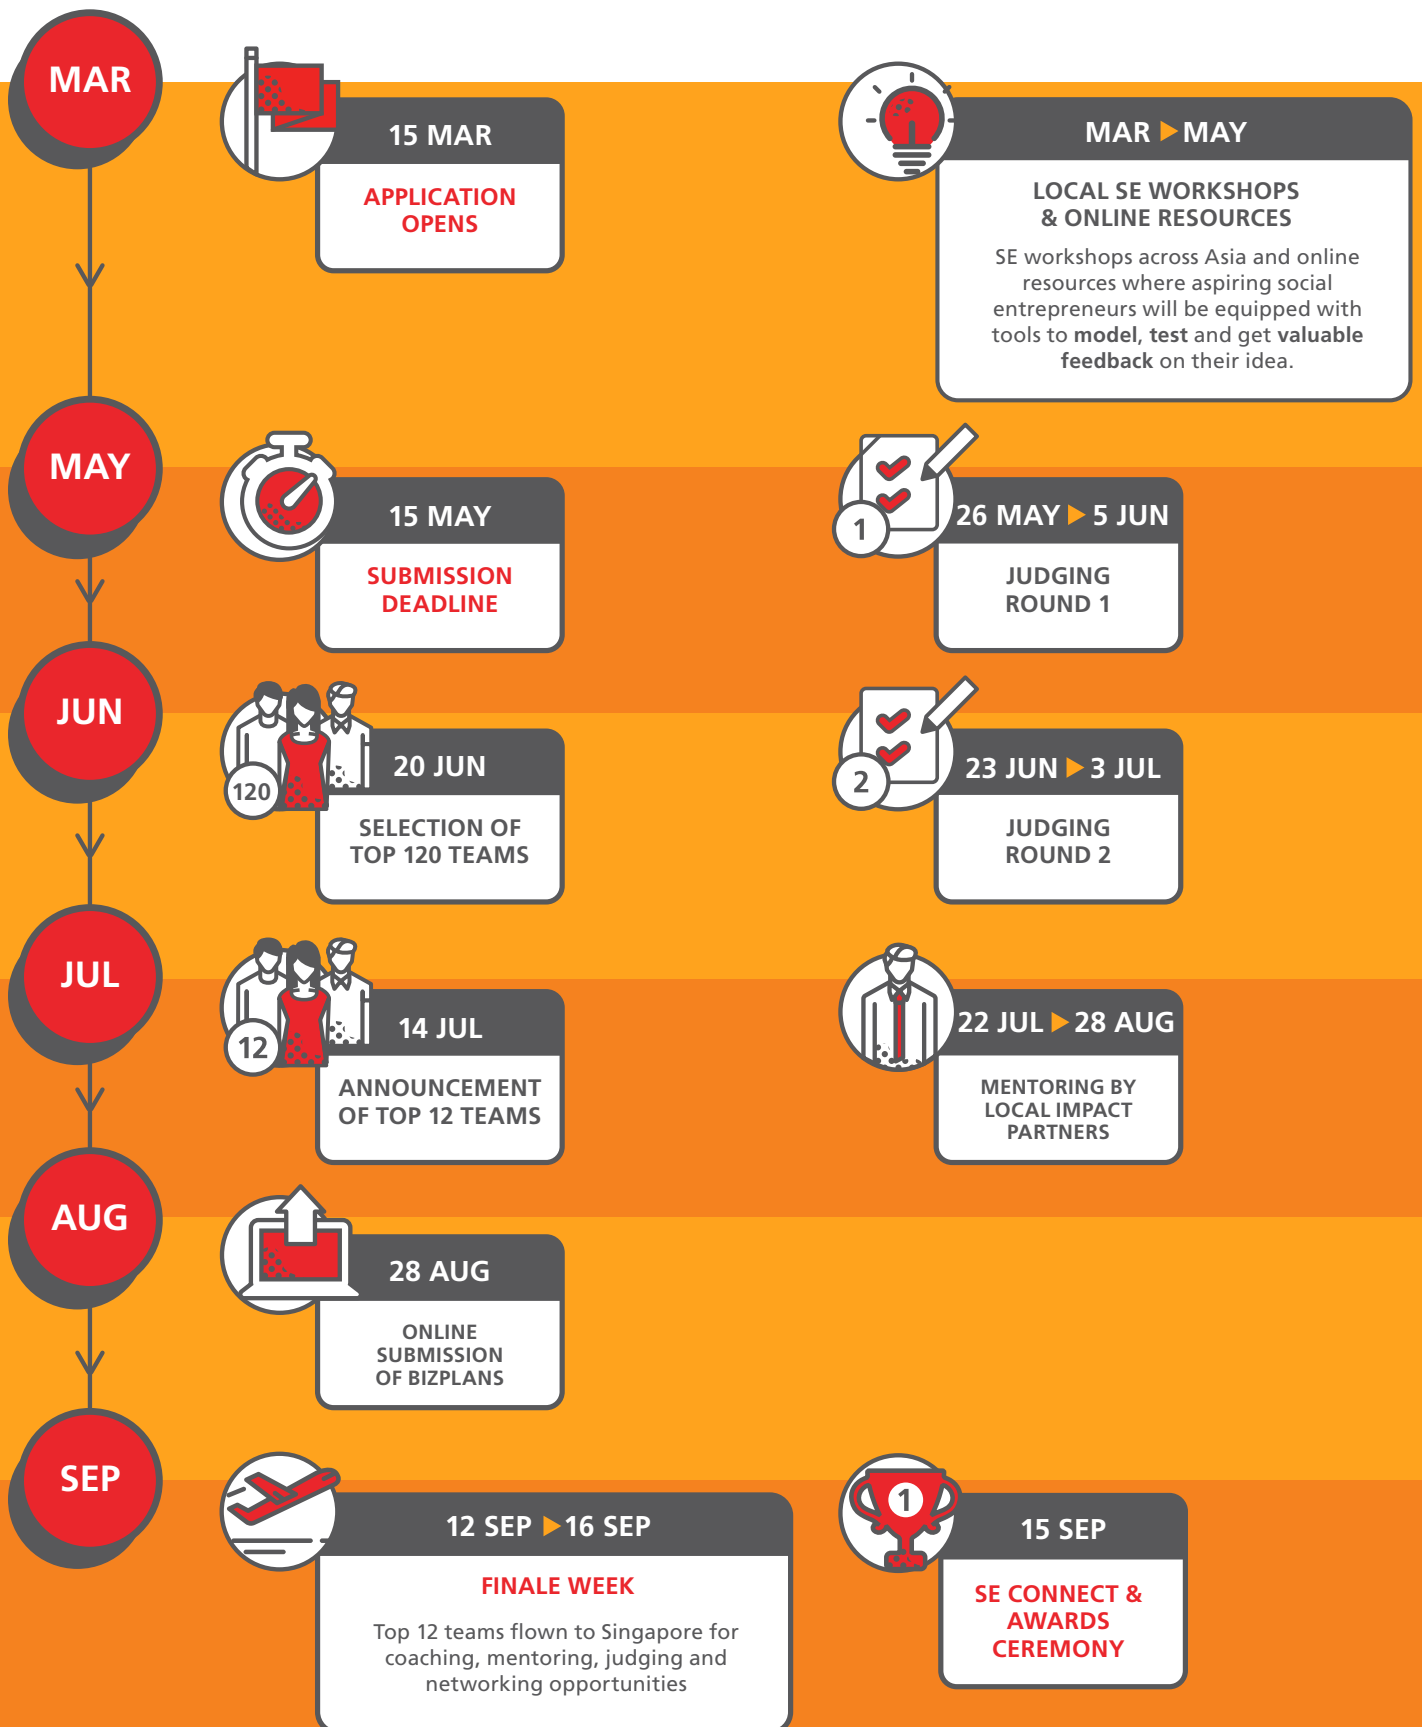 MAR
15 MAR
APPLICATION
OPENS
MAR MAY
LOCAL SE WORKSHOPS
& ONLINE RESOURCES
SE workshops across Asia and online
resources where aspiring social
entrepreneurs will be equipped with
tools to model, test and get valuable
feedback on their idea.
MAY
15 MAY
SUBMISSION
DEADLINE
1
26 MAY 5 JUN
JUDGING
ROUND 1
JUN
120
20 JUN
SELECTION OF
TOP 120 TEAMS
2
23 JUN 3 JUL
JUDGING
ROUND 2
JUL
12
14 JUL
ANNOUNCEMENT
OF TOP 12 TEAMS
22 JUL 28 AUG
MENTORING BY
LOCAL IMPACT
PARTNERS
AUG
28 AUG
ONLINE
SUBMISSION
OF BIZPLANS
SEP
12 SEP 16 SEP
FINALE WEEK
Top 12 teams flown to Singapore for
coaching, mentoring, judging and
networking opportunities
1
15 SEP
SE CONNECT &
AWARDS
CEREMONY